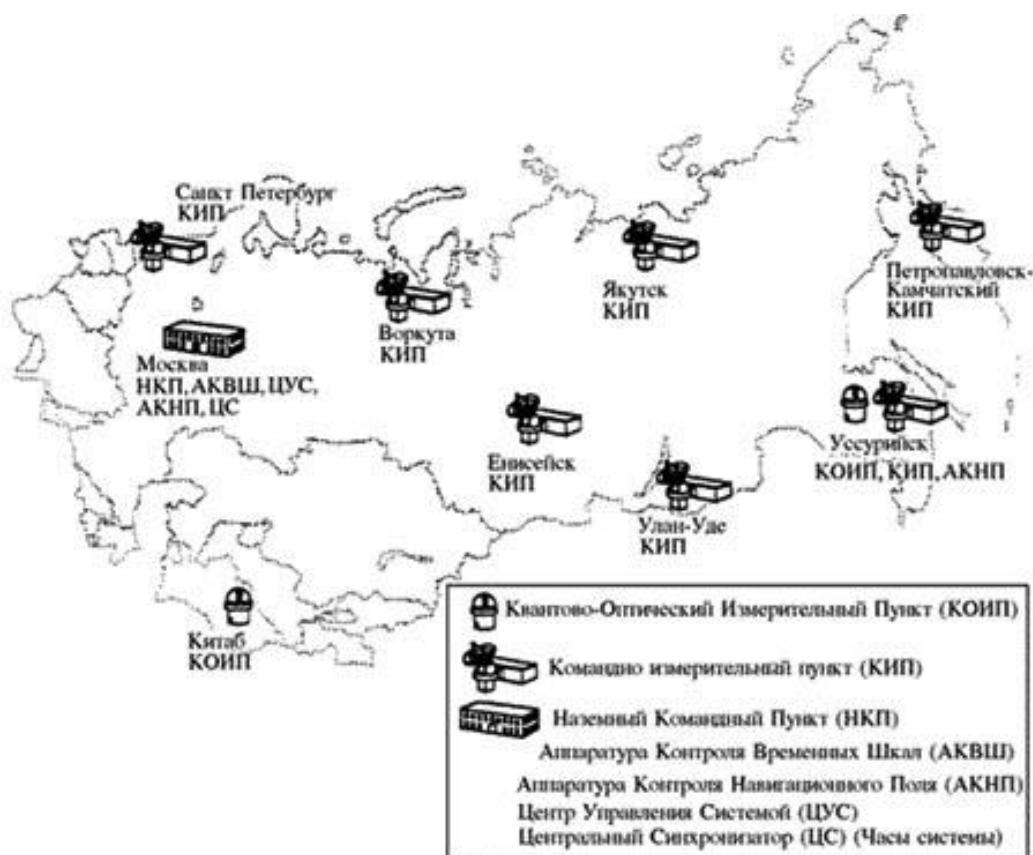 Санкт Петербург
КИП
Воркута
КИП
Якутск
КИП
Петропавловск-
Камчатский
КИП
Москва
НКП, АКВШ, ЦУС,
АКНП, ЦС
Енисейск
КИП
Уссурийск
КОИП, КИП, АКНП
Улан-Уде
КИП
Китаб
КОИП
Квантово-Оптический Измерительный Пункт (КОИП)
Командно измерительный пункт (КИП)
Наземный Командный Пункт (НКП)
Аппаратура Контроля Временных Шкал (АКВШ)
Аппаратура Контроля Навигационного Поля (АКНП)
Центр Управления Системой (ЦУС)
Центральный Синхронизатор (ЦС) (Часы системы)